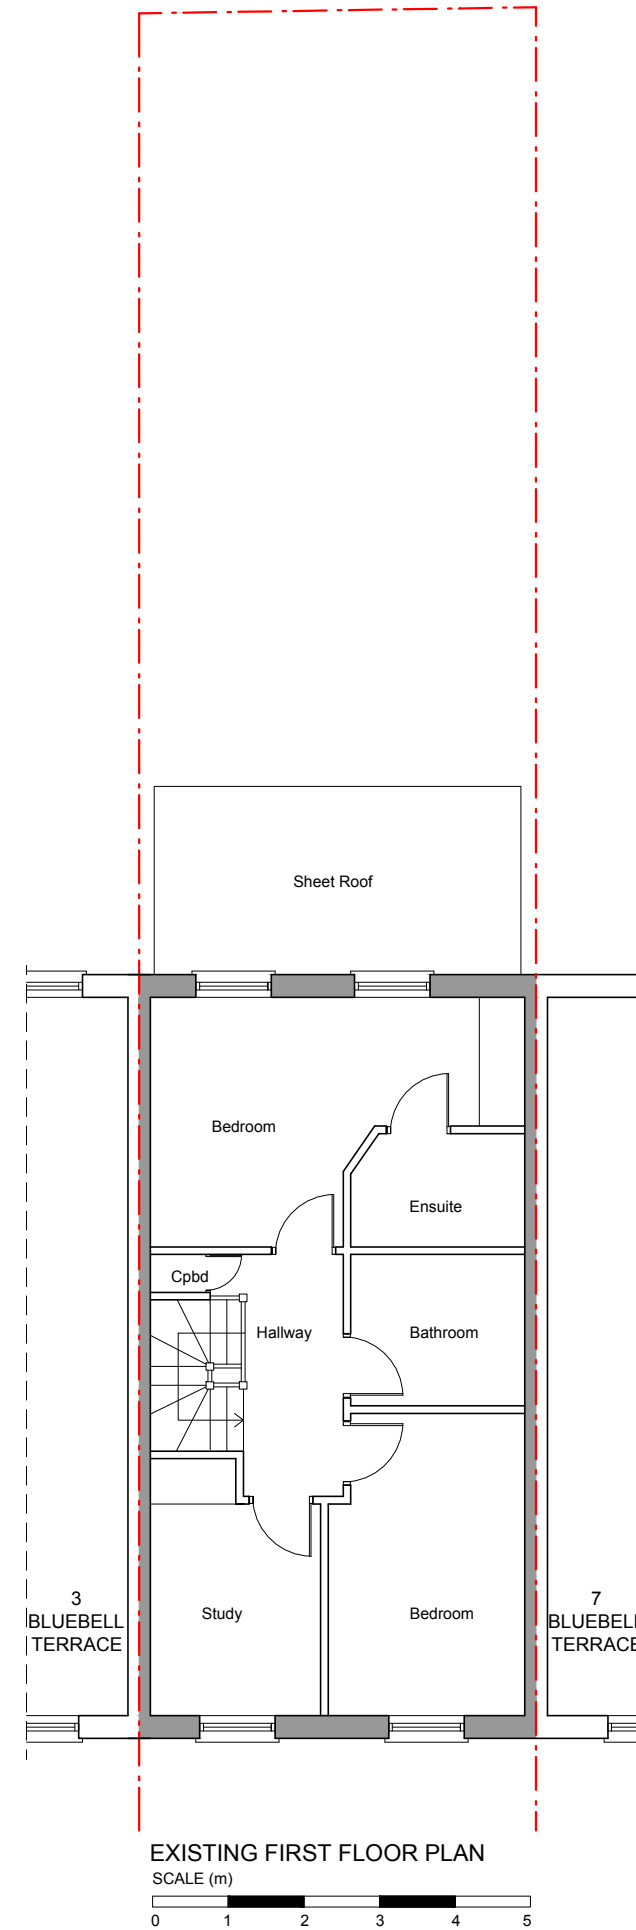 Sheet Roof
Bedroom
Ensuite
Cpbd
Hallway
Bathroom
3
BLUEBELL
TERRACE
Study
Bedroom
7
BLUEBELL
TERRACE
EXISTING FIRST FLOOR PLAN
SCALE (m)
0 1 2 3 4 5